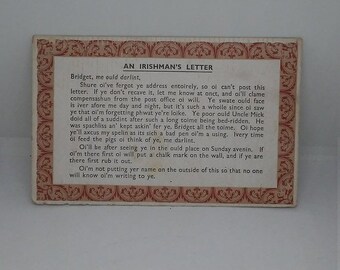 AN IRISHMAN'S LETTER
Bridget, me ould darlint,
Shure oi've forgot ye address entoirely, so oi can't post this
letter. If ye don't recave it, let me know at once, and oi'll clame
compensashun from the post office oi will. Ye swate ould face
is iver afore me day and night, but it's such a whole since oi saw
ye that oi'm forgetting phwat ye're loike. Ye poor ould Uncle Mick
doid all of a suddint after such a long toime being bed-ridden. He
was spachliss an' kept askin' fer ye, Bridget all the toime. Oi hope
ye'll axtus my spelin as its sich a bad pen oi'm a using. Ivery time
oi feed the pigs oi think of ye, me darlint.
Oi'll be after seeing ye in the ould place on Sunday avenin. If
oi'm there first oi will put a chalk mark on the wall, and if ye are
there first rub it out.
Oi'm not putting yer name on the outside of this so that no one
will know oi'm writing to ye.